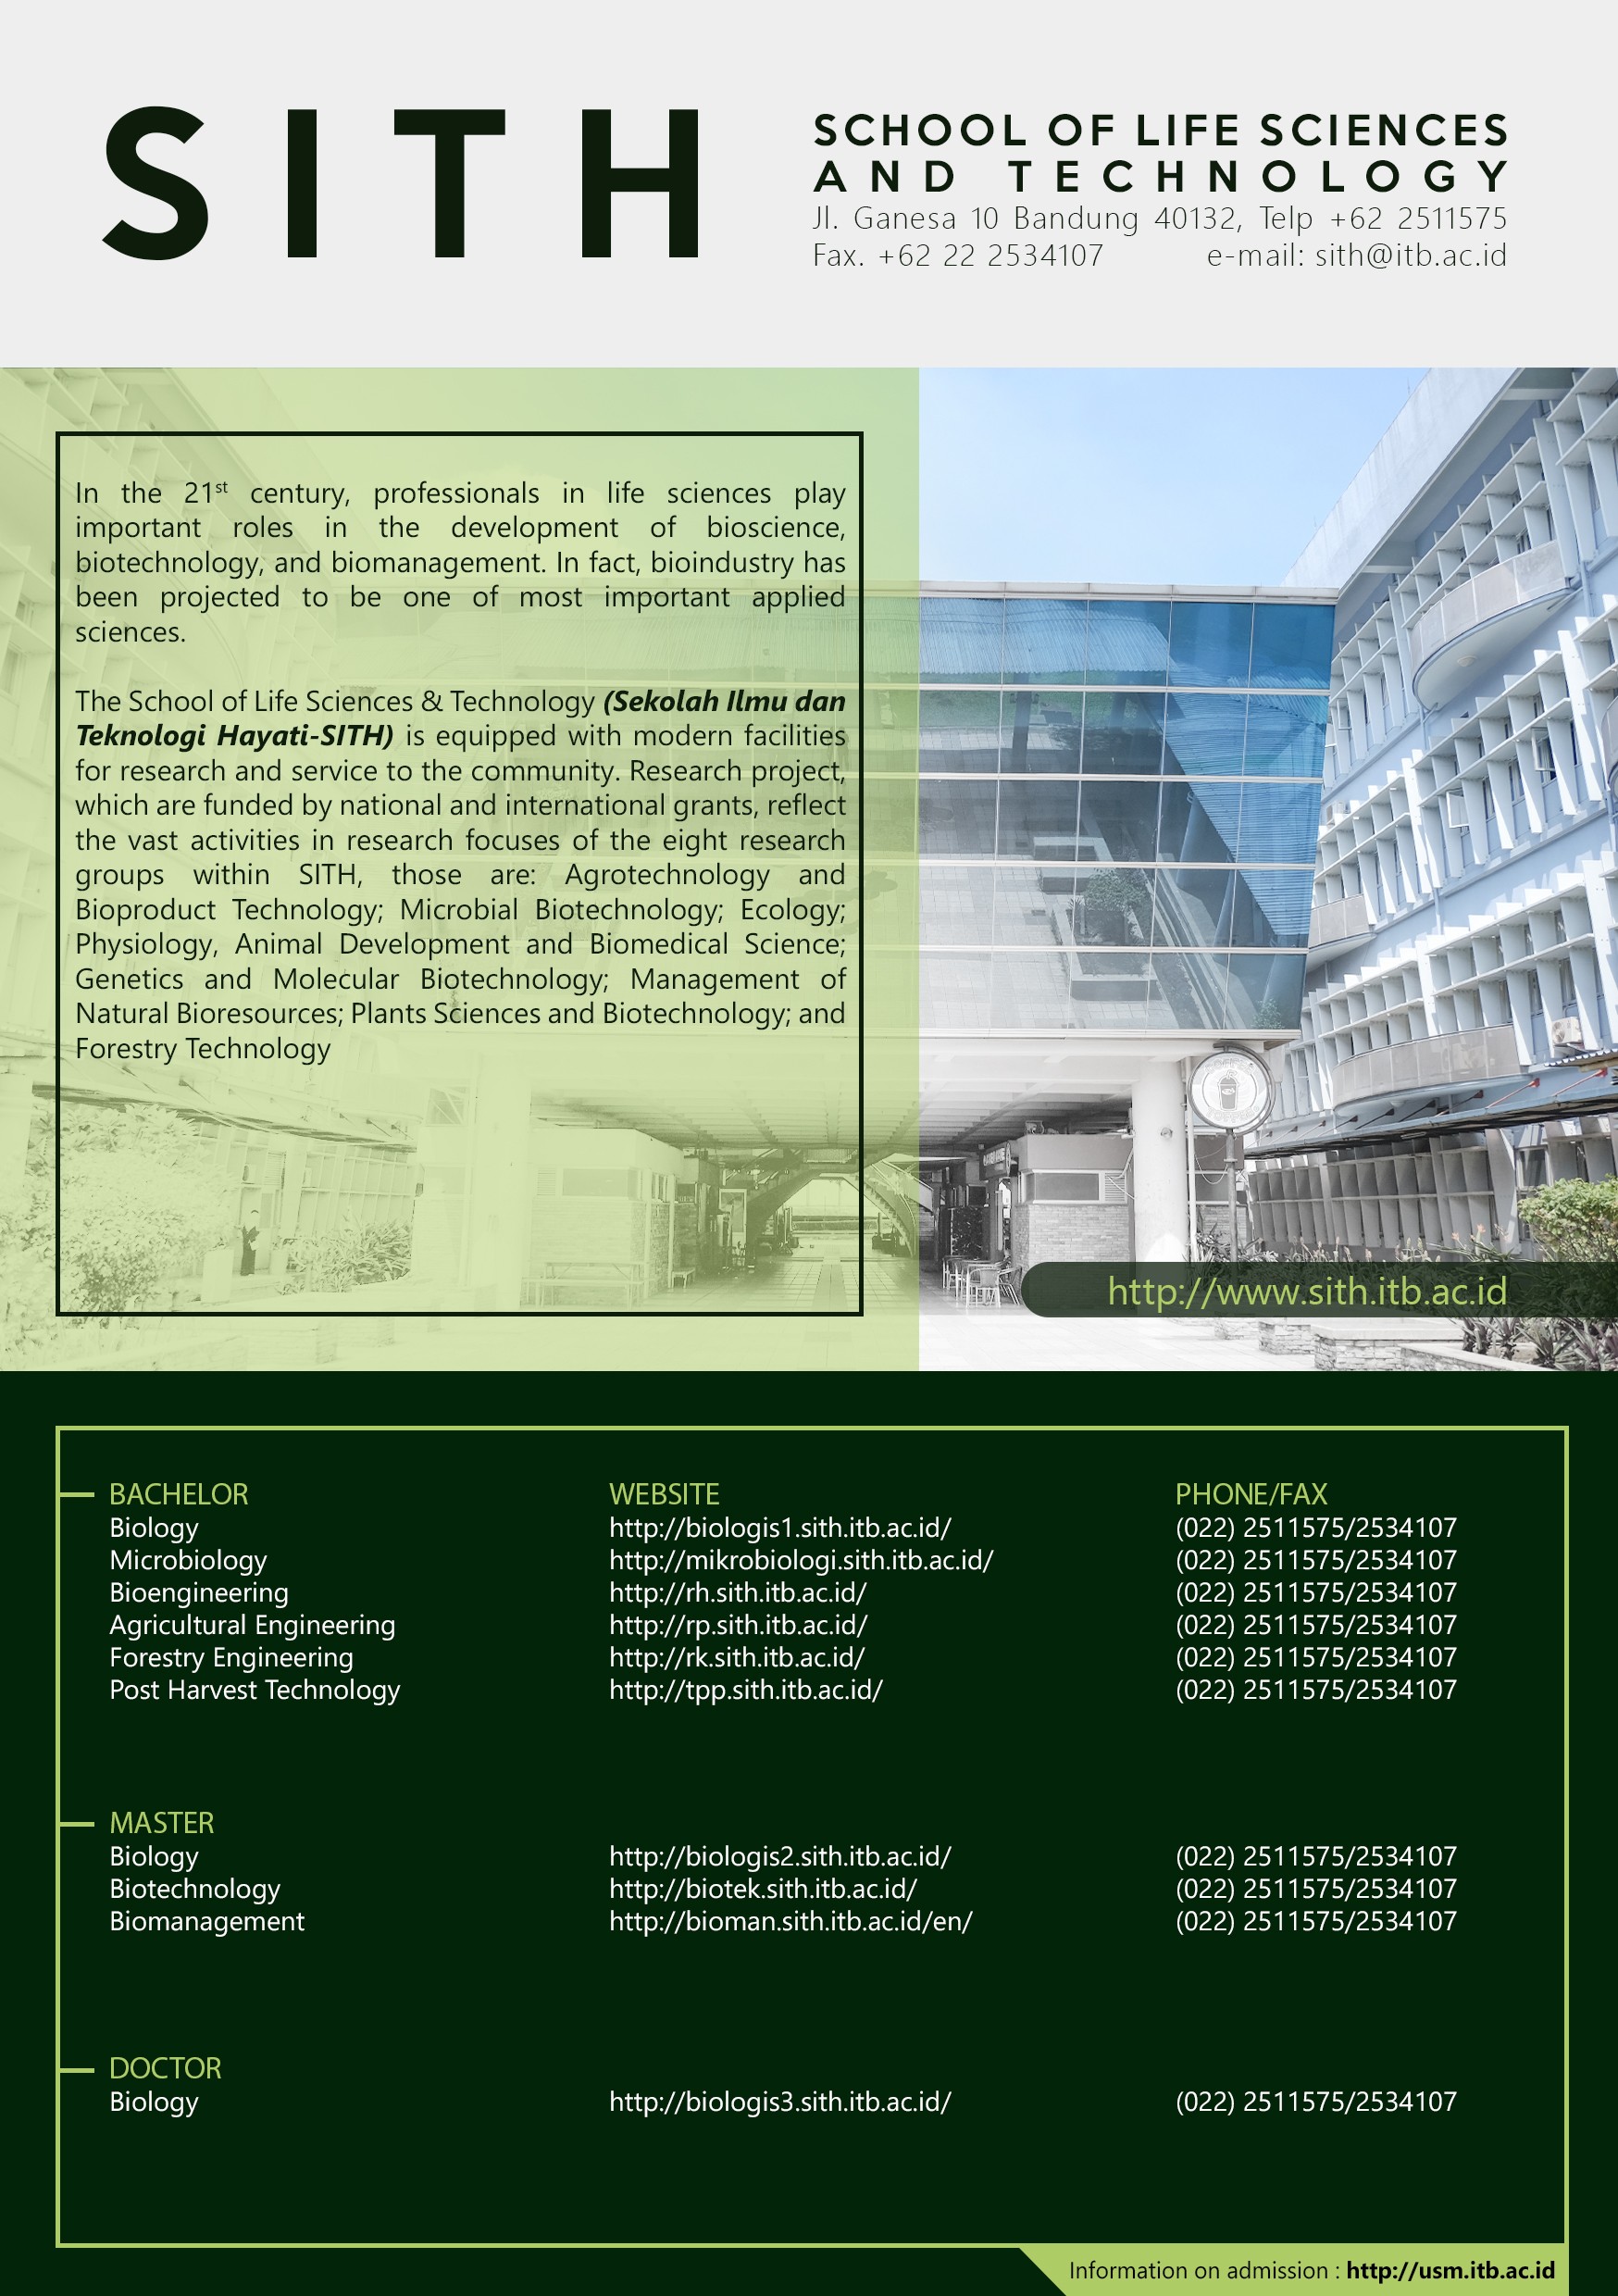 SITH
SCHOOL OF LIFE SCIENCES
AND TECHNOLOGY
Jl. Ganesa 10 Bandung 40132, Telp +62 2511575
Fax. +62 22 2534107 e-mail: sith@itb.ac.id
In the 21st century, professionals in life sciences play
important roles in the development of bioscience,
biotechnology, and biomanagement. In fact, bioindustry has
been projected to be one of most important applied
sciences.
The School of Life Sciences & Technology (Sekolah Ilmu dan
Teknologi Hayati-SITH) is equipped with modern facilities
for research and service to the community. Research project,
which are funded by national and international grants, reflect
the vast activities in research focuses of the eight research
groups within SITH, those are: Agrotechnology and
Bioproduct Technology; Microbial Biotechnology; Ecology;
Physiology, Animal Development and Biomedical Science;
Genetics and Molecular Biotechnology; Management of
Natural Bioresources; Plants Sciences and Biotechnology; and
Forestry Technology
http://www.sith.itb.ac.id
BACHELOR WEBSITE PHONE/FAX
Biology http://biologis1.sith.itb.ac.id/ (022) 2511575/2534107
Microbiology http://mikrobiologi.sith.itb.ac.id/ (022) 2511575/2534107
Bioengineering http://rh.sith.itb.ac.id/ (022) 2511575/2534107
Agricultural Engineering http://rp.sith.itb.ac.id/ (022) 2511575/2534107
Forestry Engineering http://rk.sith.itb.ac.id/ (022) 2511575/2534107
Post Harvest Technology http://tpp.sith.itb.ac.id/ (022) 2511575/2534107
MASTER
Biology http://biologis2.sith.itb.ac.id/ (022) 2511575/2534107
Biotechnology http://biotek.sith.itb.ac.id/ (022) 2511575/2534107
Biomanagement http://bioman.sith.itb.ac.id/en/ (022) 2511575/2534107
DOCTOR
Biology http://biologis3.sith.itb.ac.id/ (022) 2511575/2534107
Information on admission : http://usm.itb.ac.id